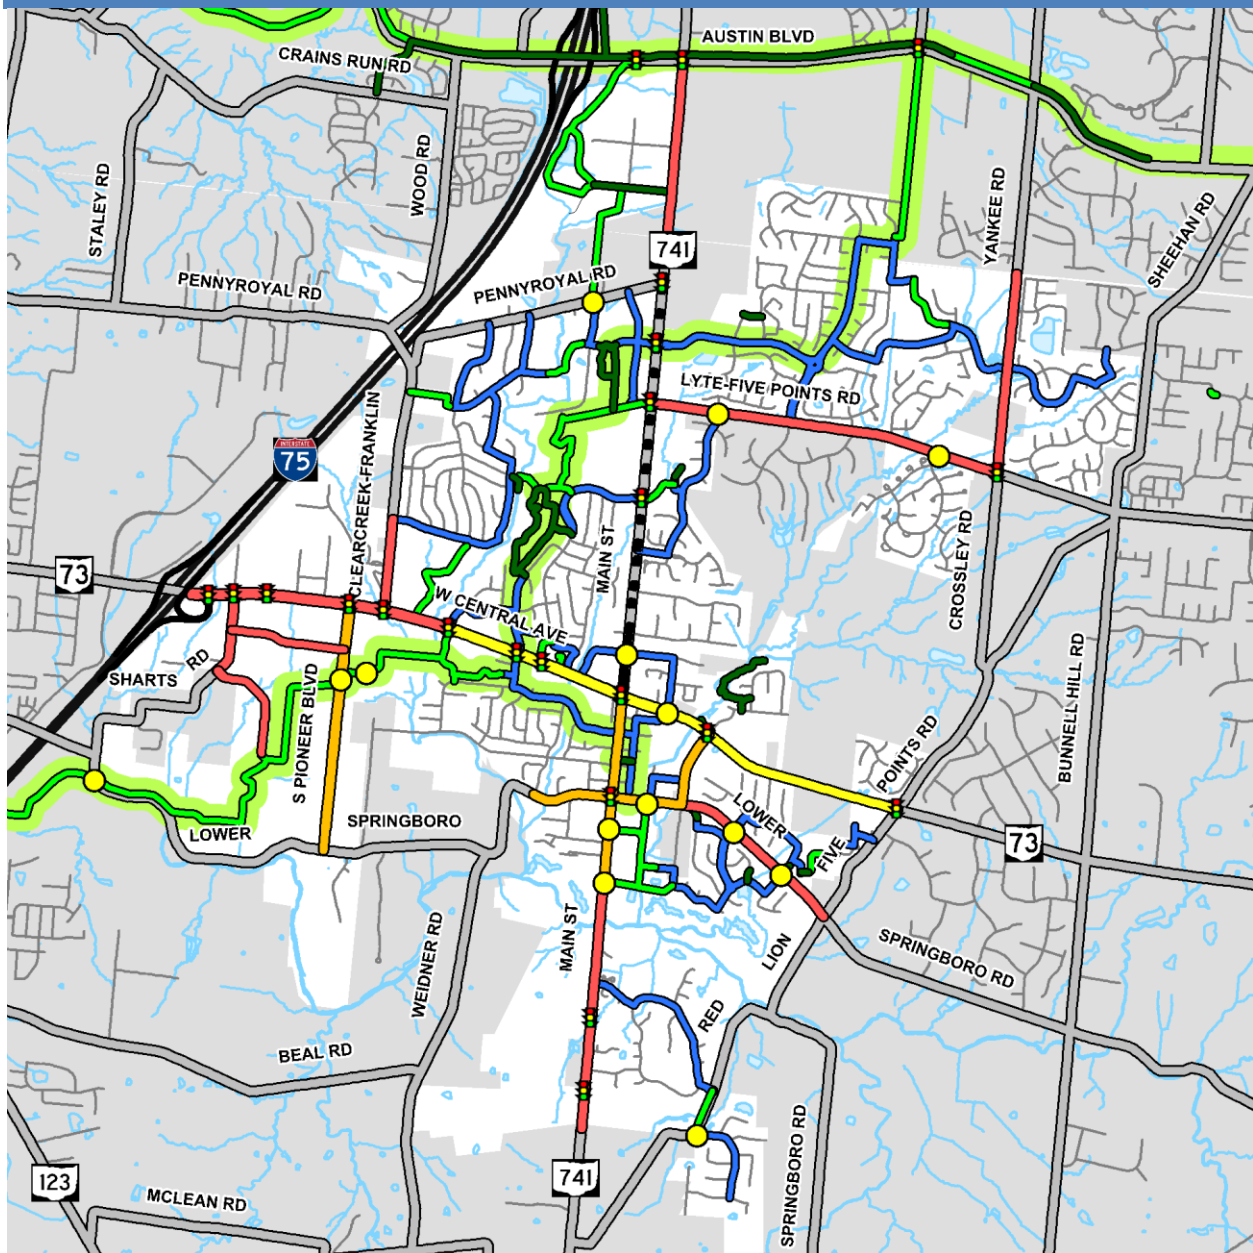 AUSTIN BLVD
CRAINS RUN RD
STALEY RD
WOOD RD
YANKEE RD
SHEEHAN RD
741
PENNYROYAL RD
PENNYROYAL RD
LYTE-FIVE POINTS RD
CLEARCREEK-FRANKLIN
INTERSTATE
75
73
MAIN ST
CROSSLEY RD
W CENTRAL AVE
SHARTS RD
S PIONEER BLVD
BUNNELL HILL RD
POINTS RD
LOWER
SPRINGBORO
LOWER
FIVE
73
MAIN ST
WEIDNER RD
LION
SPRINGBORO RD
RED
BEAL RD
SPRINGBORO RD
123
MCLEAN RD
741